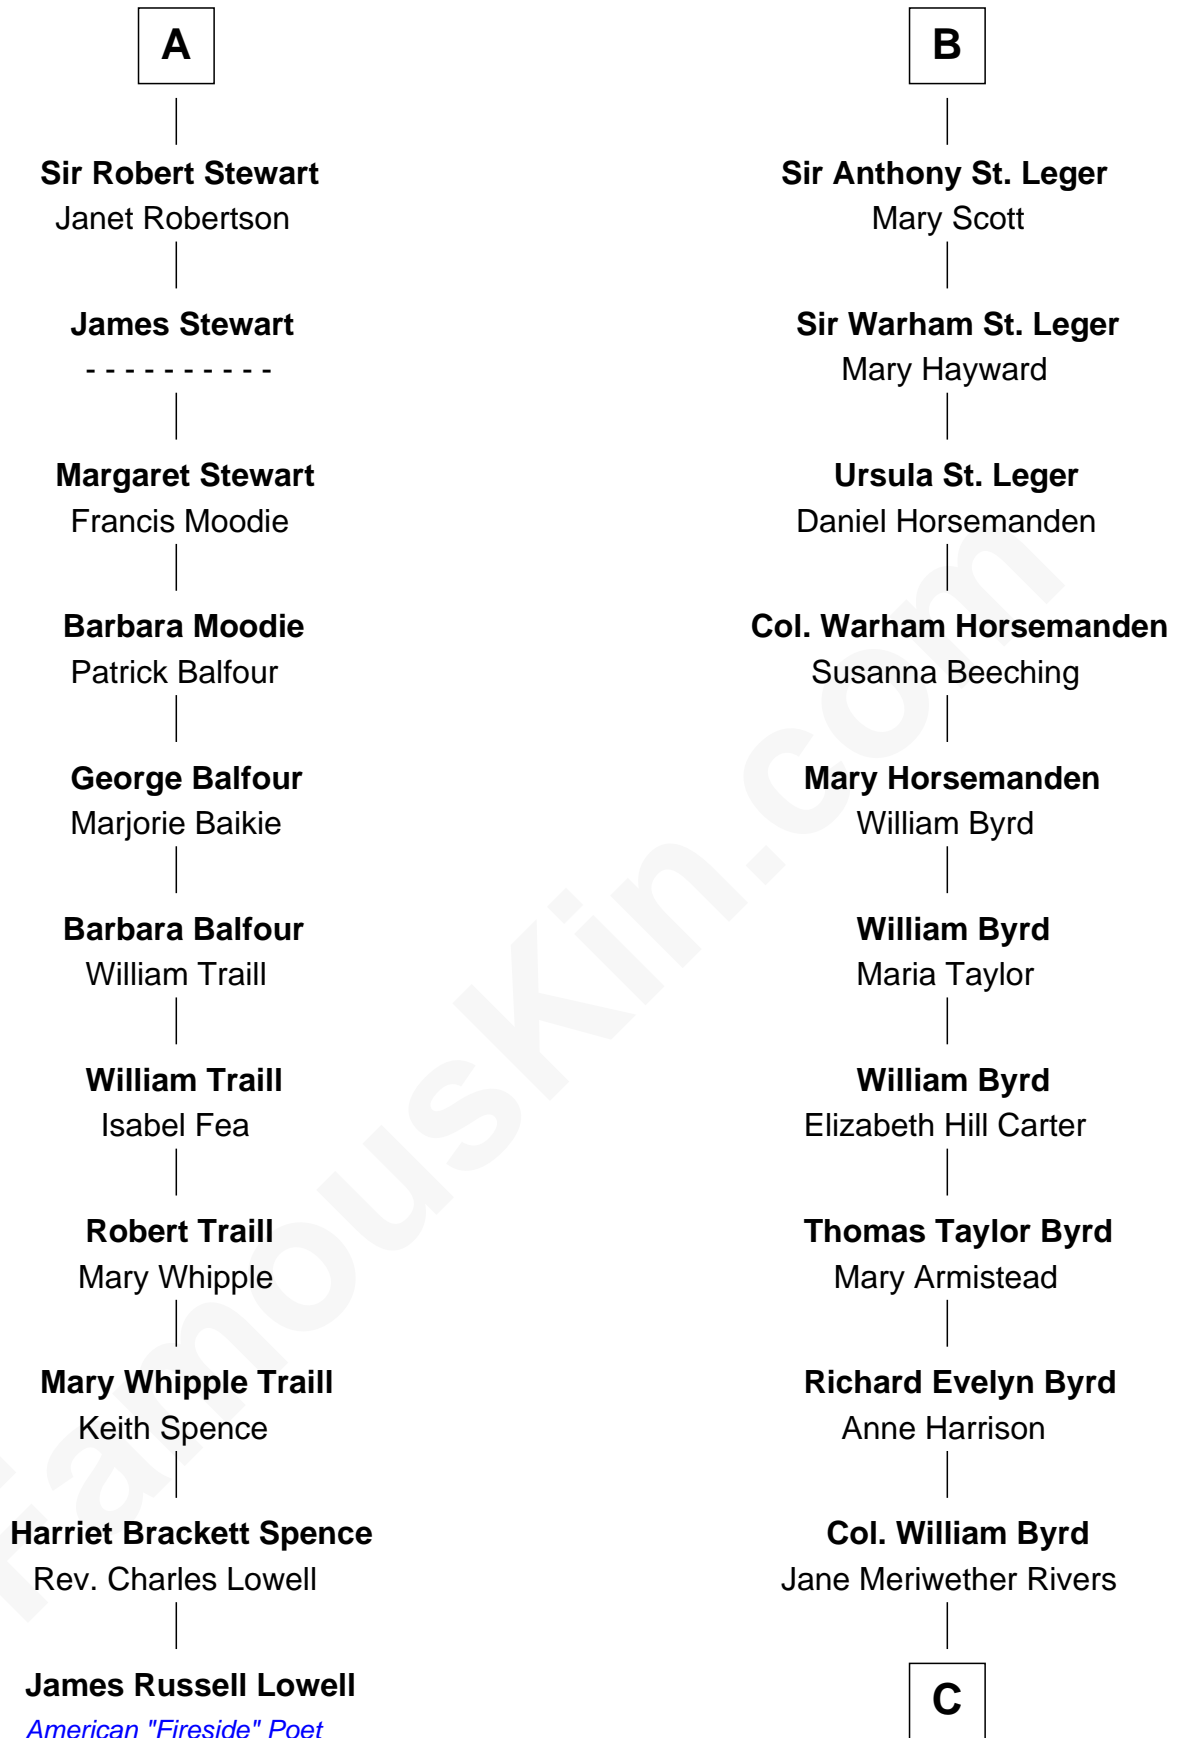 A
Sir Robert Stewart
Janet Robertson
James Stewart
- - - - - - - - - -
Margaret Stewart
Francis Moodie
Barbara Moodie
Patrick Balfour
George Balfour
Marjorie Baikie
Barbara Balfour
William Traill
William Traill
Isabel Fea
Robert Traill
Mary Whipple
Mary Whipple Traill
Keith Spence
Harriet Brackett Spence
Rev. Charles Lowell
James Russell Lowell
American "Fireside" Poet
B
Sir Anthony St. Leger
Mary Scott
Sir Warham St. Leger
Mary Hayward
Ursula St. Leger
Daniel Horsemanden
Col. Warham Horsemanden
Susanna Beeching
Mary Horsemanden
William Byrd
William Byrd
Maria Taylor
William Byrd
Elizabeth Hill Carter
Thomas Taylor Byrd
Mary Armistead
Richard Evelyn Byrd
Anne Harrison
Col. William Byrd
Jane Meriwether Rivers
C
FamousKin.com